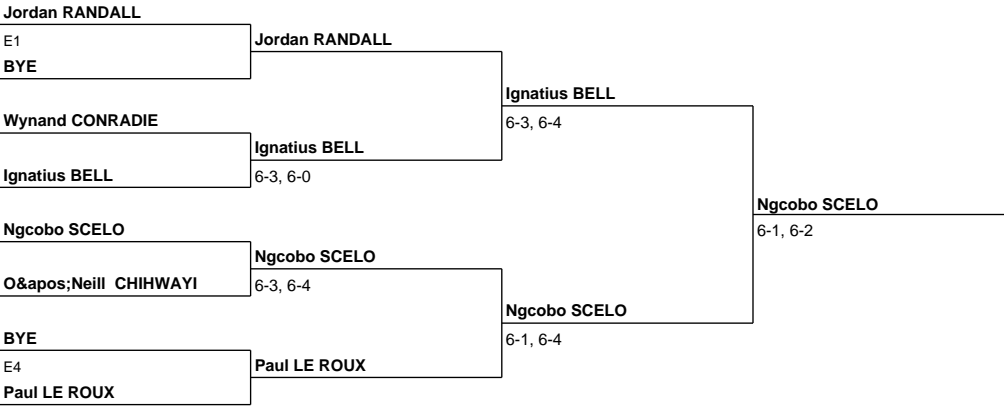 Jordan RANDALL
E1
BYE
Wynand CONRADIE
Ignatius BELL
Ngcobo SCELO
O&apos;Neill  CHIHWAYI
BYE
E4
Paul LE ROUX
Jordan RANDALL
Ignatius BELL
6-3, 6-0
Ngcobo SCELO
6-3, 6-4
Paul LE ROUX
Ignatius BELL
6-3, 6-4
Ngcobo SCELO
6-1, 6-4
Ngcobo SCELO
6-1, 6-2